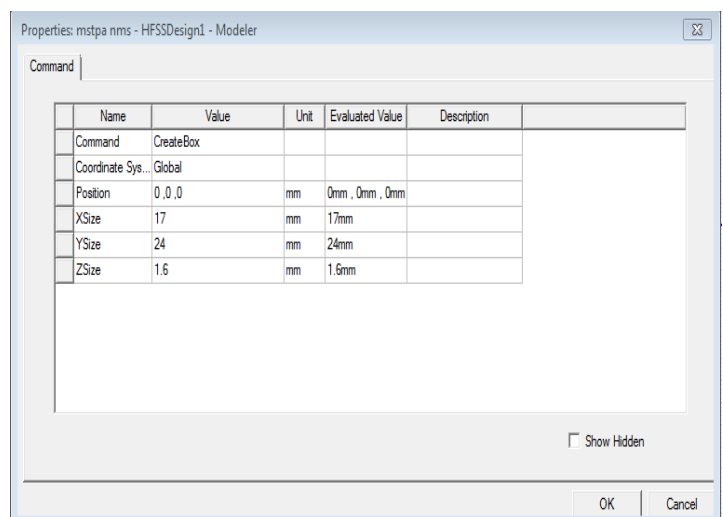 Properties: mstpa nms - HFSSDesign1 - Modeler
Command
Name Value Unit Evaluated Value Description
Command CreateBox
Coordinate Sys... Global
Position 0 ,0 ,0 mm 0mm , 0mm , 0mm
XSize 17 mm 17mm
YSize 24 mm 24mm
ZSize 1.6 mm 1.6mm
Show Hidden
OK Cancel